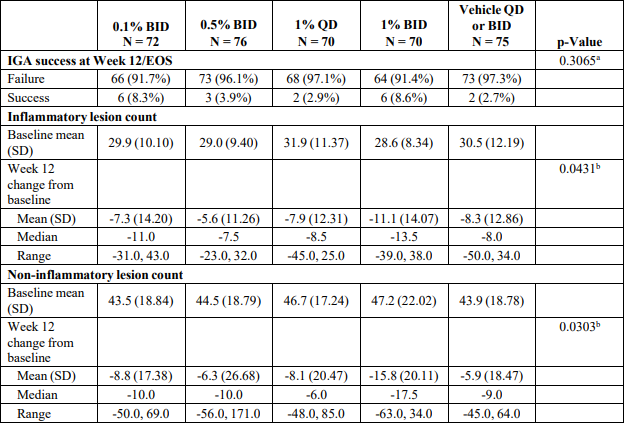 0.1% BID N = 72 0.5% BID N = 76 1% QD N = 70 1% BID N = 70 Vehicle QD or BID N = 75 p-Value
IGA success at Week 12/EOS 0.3065a
Failure 66 (91.7%) 73 (96.1%) 68 (97.1%) 64 (91.4%) 73 (97.3%)
Success 6 (8.3%) 3 (3.9%) 2 (2.9%) 6 (8.6%) 2 (2.7%)
Inflammatory lesion count
Baseline mean (SD) 29.9 (10.10) 29.0 (9.40) 31.9 (11.37) 28.6 (8.34) 30.5 (12.19)
Week 12 change from baseline 0.0431b
Mean (SD) -7.3 (14.20) -5.6 (11.26) -7.9 (12.31) -11.1 (14.07) -8.3 (12.86)
Median -11.0 -7.5 -8.5 -13.5 -8.0
Range -31.0, 43.0 -23.0, 32.0 -45.0, 25.0 -39.0, 38.0 -50.0, 34.0
Non-inflammatory lesion count
Baseline mean (SD) 43.5 (18.84) 44.5 (18.79) 46.7 (17.24) 47.2 (22.02) 43.9 (18.78)
Week 12 change from baseline 0.0303b
Mean (SD) -8.8 (17.38) -6.3 (26.68) -8.1 (20.47) -15.8 (20.11) -5.9 (18.47)
Median -10.0 -10.0 -6.0 -17.5 -9.0
Range -50.0, 69.0 -56.0, 171.0 -48.0, 85.0 -63.0, 34.0 -45.0, 64.0